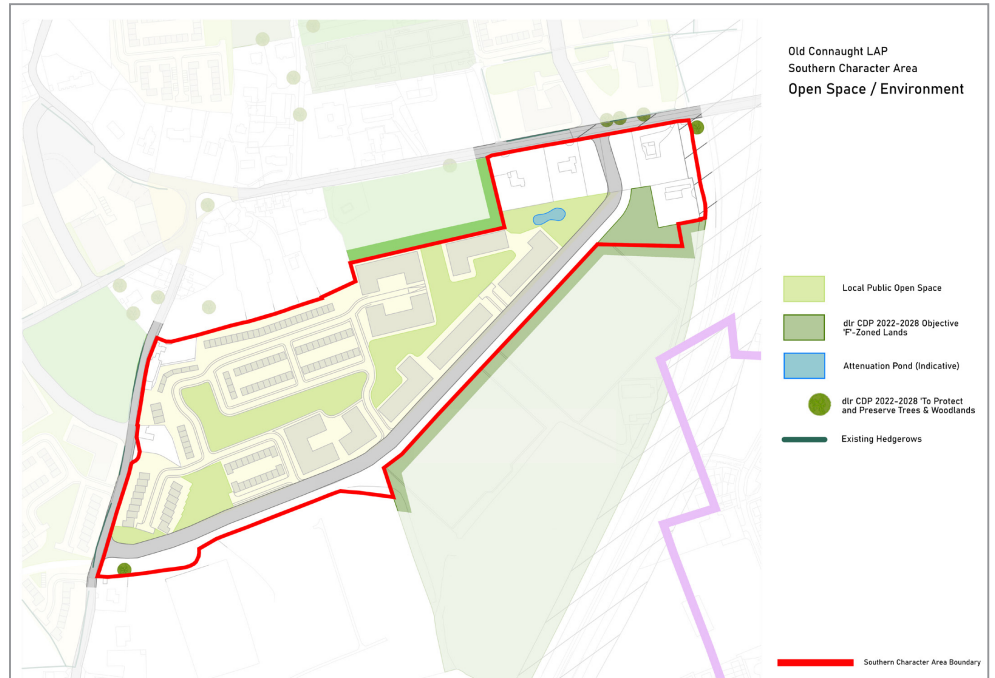 Old Connaught LAP
Southern Character Area
Open Space / Environment
Local Public Open Space
dlr CDP 2022-2028 Objective
'F'-Zoned Lands
Attenuation Pond (Indicative)
dlr CDP 2022-2028 'To Protect
and Preserve Trees & Woodlands
Existing Hedgerows
Southern Character Area Boundary